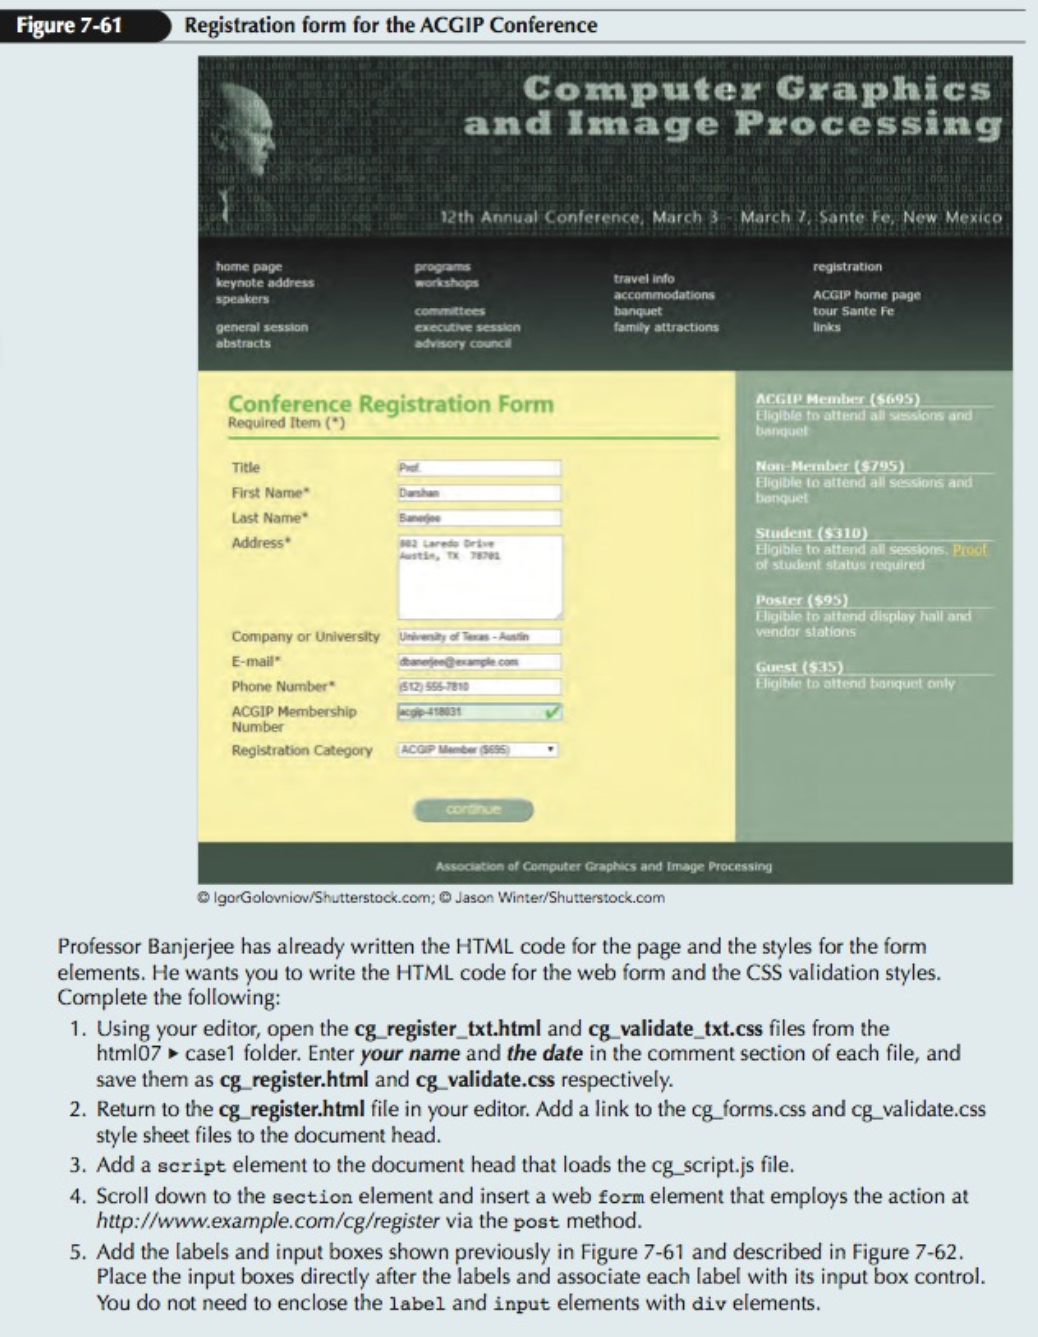 Figure 7-61 Registration form for the ACGIP Conference
Computer Graphics
and Image Processing
12th Annual Conference, March 3 - March 7, Sante Fe, New Mexico
home page
keynote address
speakers
general session
abstracts
programs
workshops
committees
executive session
advisory council
travel info
accommodations
banquet
family attractions
registration
ACGIP home page
tour Sante Fe
links
Conference Registration Form
Required Item (*)
Title Prof.
First Name* Darshan
Last Name* Banerjee
Address* 802 Laredo Drive
Austin, TX 78701
Company or University University of Texas - Austin
E-mail* dbanerjee@example.com
Phone Number* (512) 555-7810
ACGIP Membership acgip-418031
Number
Registration Category ACGIP Member ($695)
continue
ACGIP Member ($695)
Eligible to attend all sessions and
banquet
Non-Member ($795)
Eligible to attend all sessions and
banquet
Student ($310)
Eligible to attend all sessions. Proof
of student status required
Poster ($95)
Eligible to attend display hall and
vendor stations
Guest ($35)
Eligible to attend banquet only
Association of Computer Graphics and Image Processing
© IgorGolovniov/Shutterstock.com; © Jason Winter/Shutterstock.com
Professor Banjerjee has already written the HTML code for the page and the styles for the form
elements. He wants you to write the HTML code for the web form and the CSS validation styles.
Complete the following:
1. Using your editor, open the cg_register_txt.html and cg_validate_txt.css files from the
html07 ▸ case1 folder. Enter your name and the date in the comment section of each file, and
save them as cg_register.html and cg_validate.css respectively.
2. Return to the cg_register.html file in your editor. Add a link to the cg_forms.css and cg_validate.css
style sheet files to the document head.
3. Add a script element to the document head that loads the cg_script.js file.
4. Scroll down to the section element and insert a web form element that employs the action at
http://www.example.com/cg/register via the post method.
5. Add the labels and input boxes shown previously in Figure 7-61 and described in Figure 7-62.
Place the input boxes directly after the labels and associate each label with its input box control.
You do not need to enclose the label and input elements with div elements.